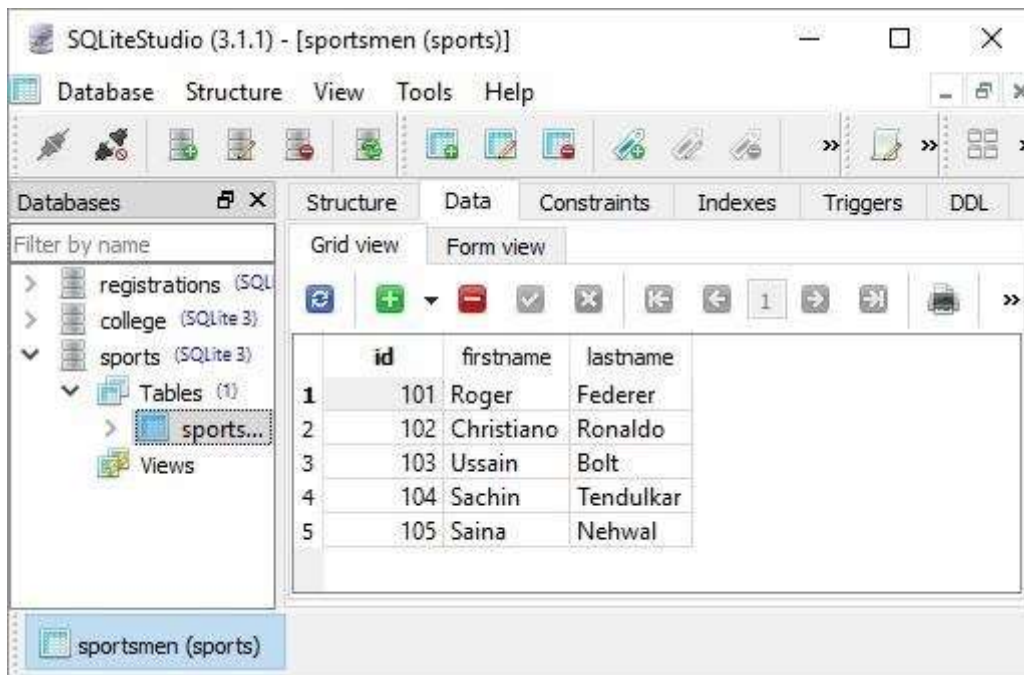 SQLiteStudio (3.1.1) - [sportsmen (sports)]
Database Structure View Tools Help
Databases
Filter by name
registrations (SQL
college (SQLite 3)
sports (SQLite 3)
Tables (1)
sports...
Views
Structure Data Constraints Indexes Triggers DDL
Grid view Form view
1
id firstname lastname
1 101 Roger Federer
2 102 Christiano Ronaldo
3 103 Ussain Bolt
4 104 Sachin Tendulkar
5 105 Saina Nehwal
sportsmen (sports)